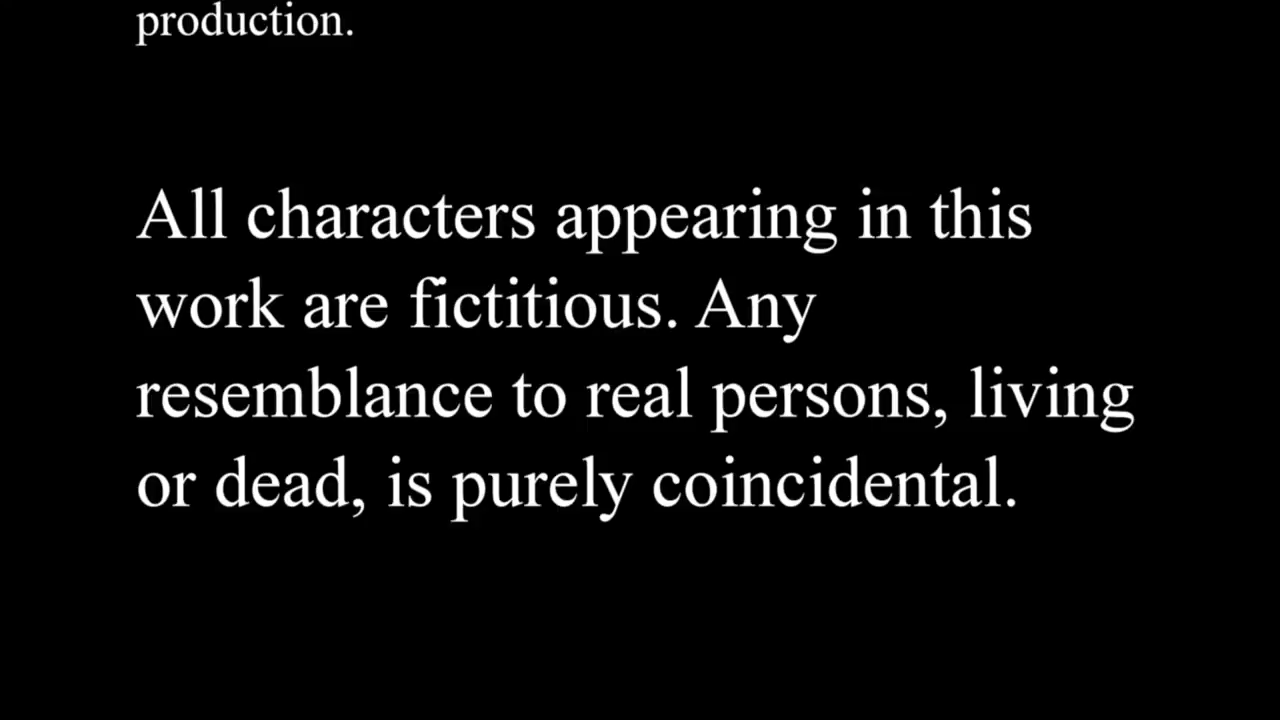 production.
All characters appearing in this
work are fictitious. Any
resemblance to real persons, living
or dead, is purely coincidental.